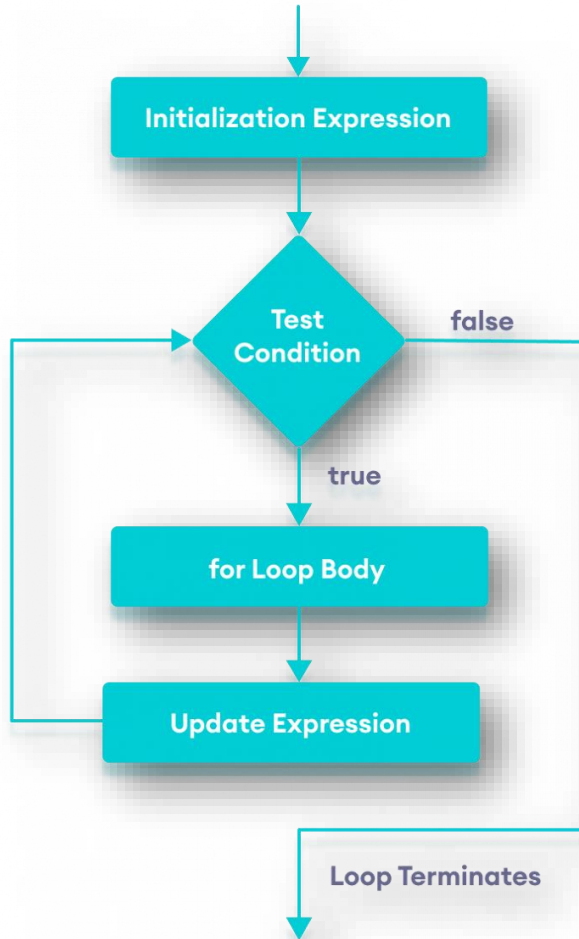 Initialization Expression
Test
Condition
false
true
for Loop Body
Update Expression
Loop Terminates